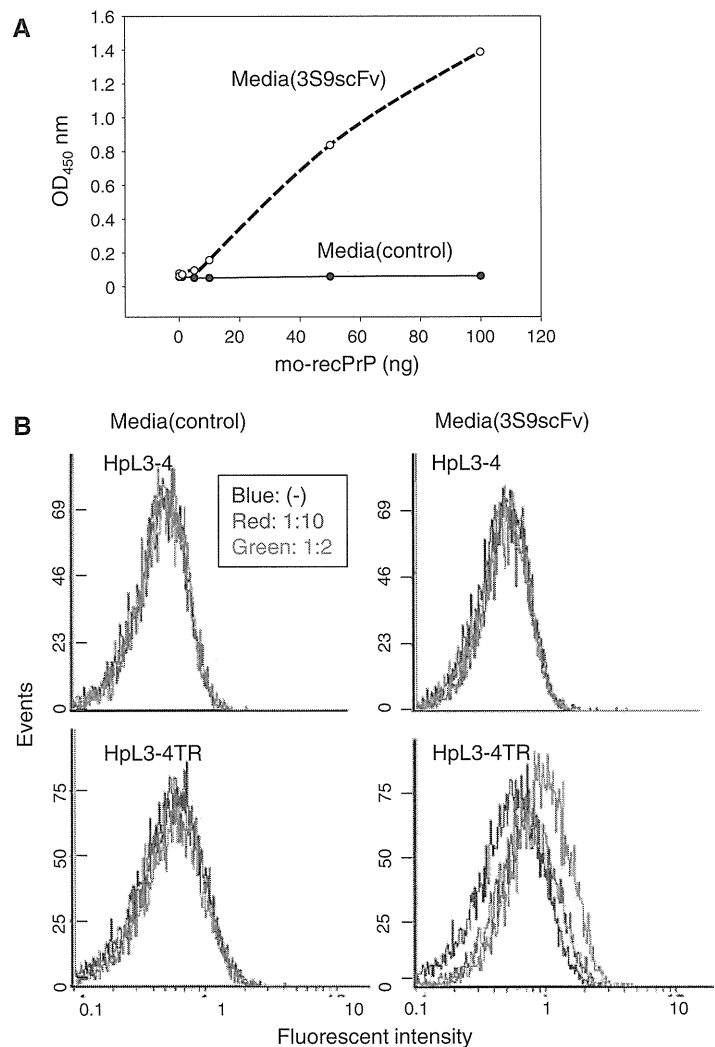 A
1.6
1.4
1.2
1.0
0.8
0.6
0.4
0.2
0
OD450 nm
Media(3S9scFv)
Media(control)
0 20 40 60 80 100 120
mo-recPrP (ng)
B
Media(control)
Media(3S9scFv)
HpL3-4
69
46
23
0
Blue: (-)
Red: 1:10
Green: 1:2
HpL3-4
69
46
23
0
Events
HpL3-4TR
75
50
25
0
0.1 1 10
HpL3-4TR
75
50
25
0
0.1 1 10
Fluorescent intensity